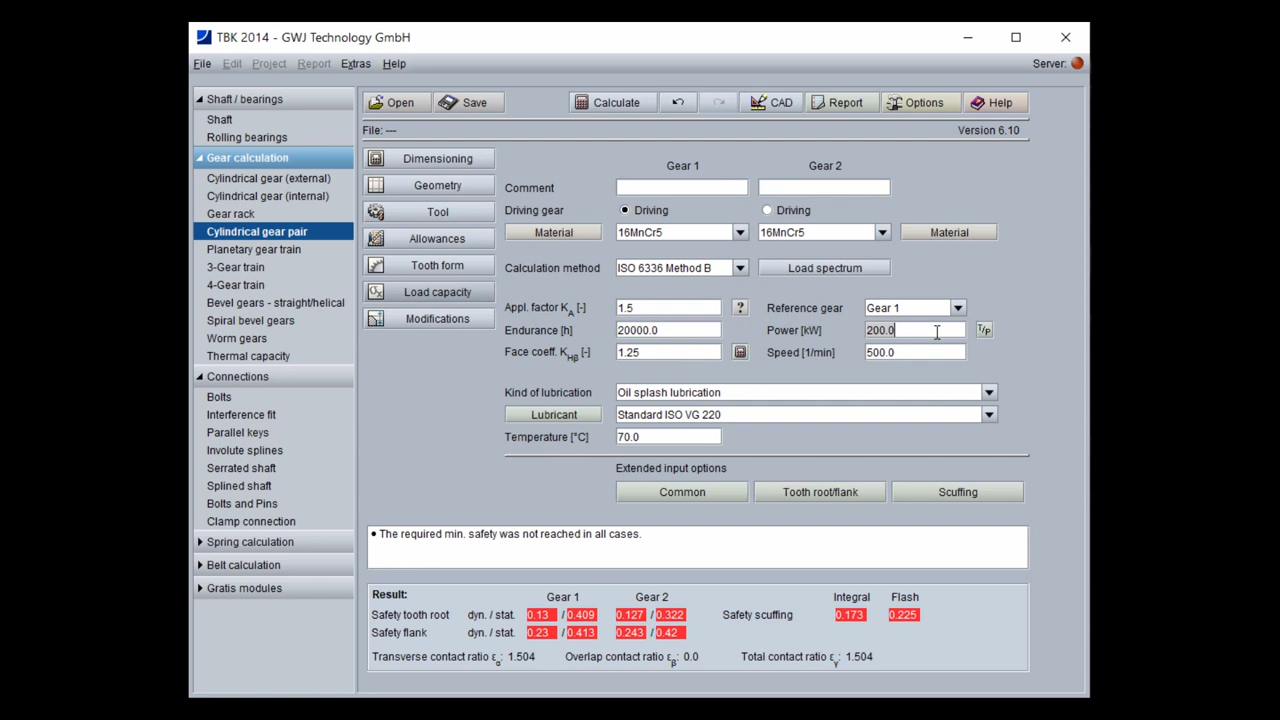 TBK 2014 - GWJ Technology GmbH
File Edit Project Report Extras Help Server:
Shaft / bearings
Shaft
Rolling bearings
Gear calculation
Cylindrical gear (external)
Cylindrical gear (internal)
Gear rack
Cylindrical gear pair
Planetary gear train
3-Gear train
4-Gear train
Bevel gears - straight/helical
Spiral bevel gears
Worm gears
Thermal capacity
Connections
Bolts
Interference fit
Parallel keys
Involute splines
Serrated shaft
Splined shaft
Bolts and Pins
Clamp connection
Spring calculation
Belt calculation
Gratis modules
Open Save Calculate CAD Report Options Help
File: --- Version 6.10
Dimensioning
Geometry
Tool
Allowances
Tooth form
Load capacity
Modifications
Gear 1 Gear 2
Comment
Driving gear Driving Driving
Material 16MnCr5 16MnCr5 Material
Calculation method ISO 6336 Method B Load spectrum
Appl. factor KA [-] 1.5 ? Reference gear Gear 1
Endurance [h] 20000.0 Power [kW] 200.0 T/P
Face coeff. KHβ [-] 1.25 Speed [1/min] 500.0
Kind of lubrication Oil splash lubrication
Lubricant Standard ISO VG 220
Temperature [°C] 70.0
Extended input options
Common Tooth root/flank Scuffing
• The required min. safety was not reached in all cases.
Result: Gear 1 Gear 2 Integral Flash
Safety tooth root dyn. / stat. 0.13 / 0.409 0.127 / 0.322 Safety scuffing 0.173 0.225
Safety flank dyn. / stat. 0.23 / 0.413 0.243 / 0.42
Transverse contact ratio εα: 1.504 Overlap contact ratio εβ: 0.0 Total contact ratio εγ: 1.504